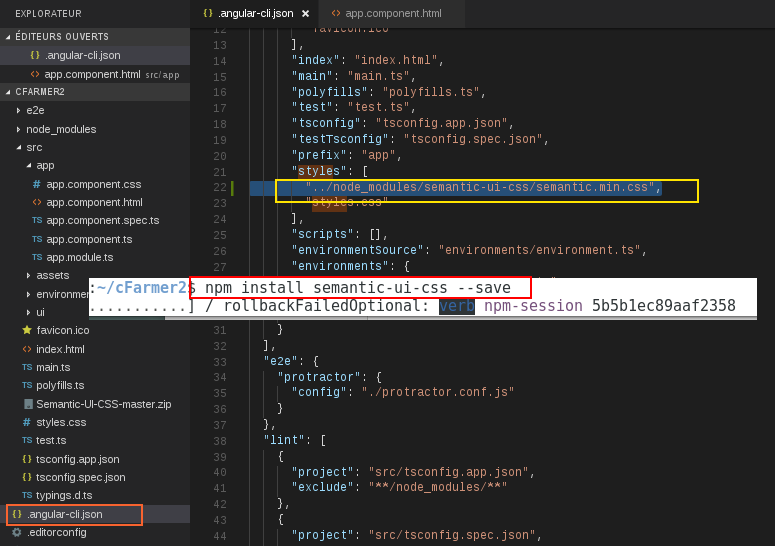 EXPLORATEUR
ÉDITEURS OUVERTS
{} .angular-cli.json
<> app.component.html src/app
CFARMER2
e2e
node_modules
src
app
# app.component.css
<> app.component.html
TS app.component.spec.ts
TS app.component.ts
TS app.module.ts
assets
environmen
ui
favicon.ico
<> index.html
TS main.ts
TS polyfills.ts
Semantic-UI-CSS-master.zip
# styles.css
TS test.ts
{} tsconfig.app.json
{} tsconfig.spec.json
TS typings.d.ts
{} .angular-cli.json
.editorconfig
{} .angular-cli.json ×
<> app.component.html
12 "favicon.ico"
13 ],
14 "index": "index.html",
15 "main": "main.ts",
16 "polyfills": "polyfills.ts",
17 "test": "test.ts",
18 "tsconfig": "tsconfig.app.json",
19 "testTsconfig": "tsconfig.spec.json",
20 "prefix": "app",
21 "styles": [
22 "../node_modules/semantic-ui-css/semantic.min.css",
23 "styles.css"
24 ],
25 "scripts": [],
26 "environmentSource": "environments/environment.ts",
27 "environments": {
:~/cFarmer2$ npm install semantic-ui-css --save
...........] / rollbackFailedOptional: verb npm-session 5b5b1ec89aaf2358
31 }
32 ],
33 "e2e": {
34 "protractor": {
35 "config": "./protractor.conf.js"
36 }
37 },
38 "lint": [
39 {
40 "project": "src/tsconfig.app.json",
41 "exclude": "**/node_modules/**"
42 },
43 {
44 "project": "src/tsconfig.spec.json",